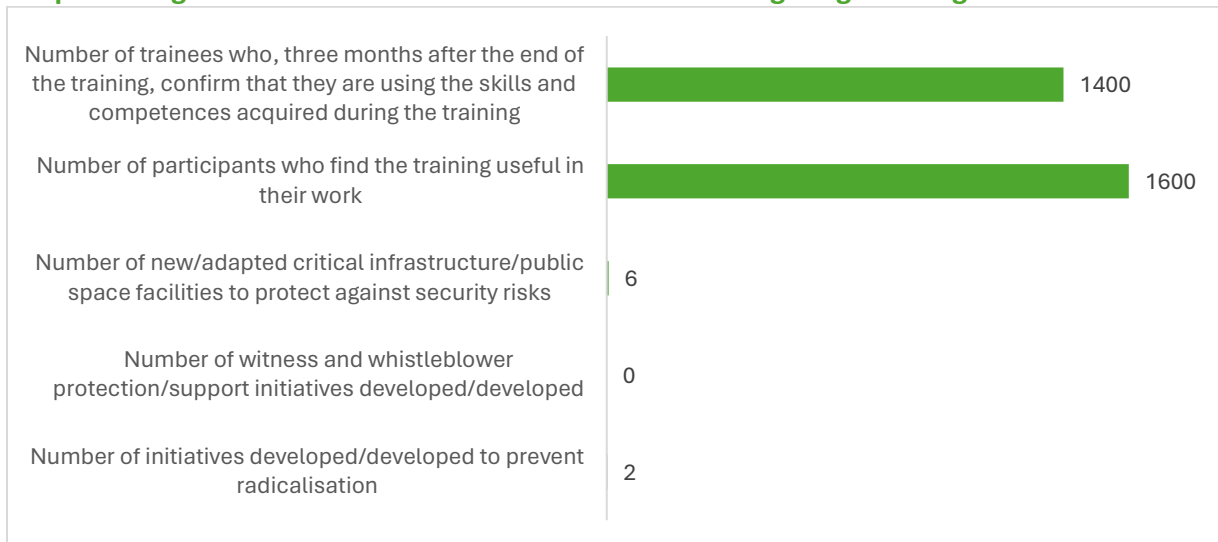 Number of trainees who, three months after the end of
the training, confirm that they are using the skills and
competences acquired during the training
1400
Number of participants who find the training useful in
their work
1600
Number of new/adapted critical infrastructure/public
space facilities to protect against security risks
6
Number of witness and whistleblower
protection/support initiatives developed/developed
0
Number of initiatives developed/developed to prevent
radicalisation
2